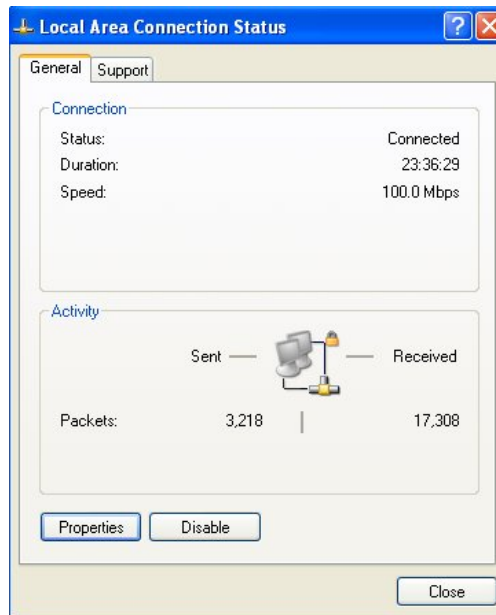 Local Area Connection Status
General Support
Connection
Status: Connected
Duration: 23:36:29
Speed: 100.0 Mbps
Activity
Sent Received
Packets: 3,218 17,308
Properties Disable
Close